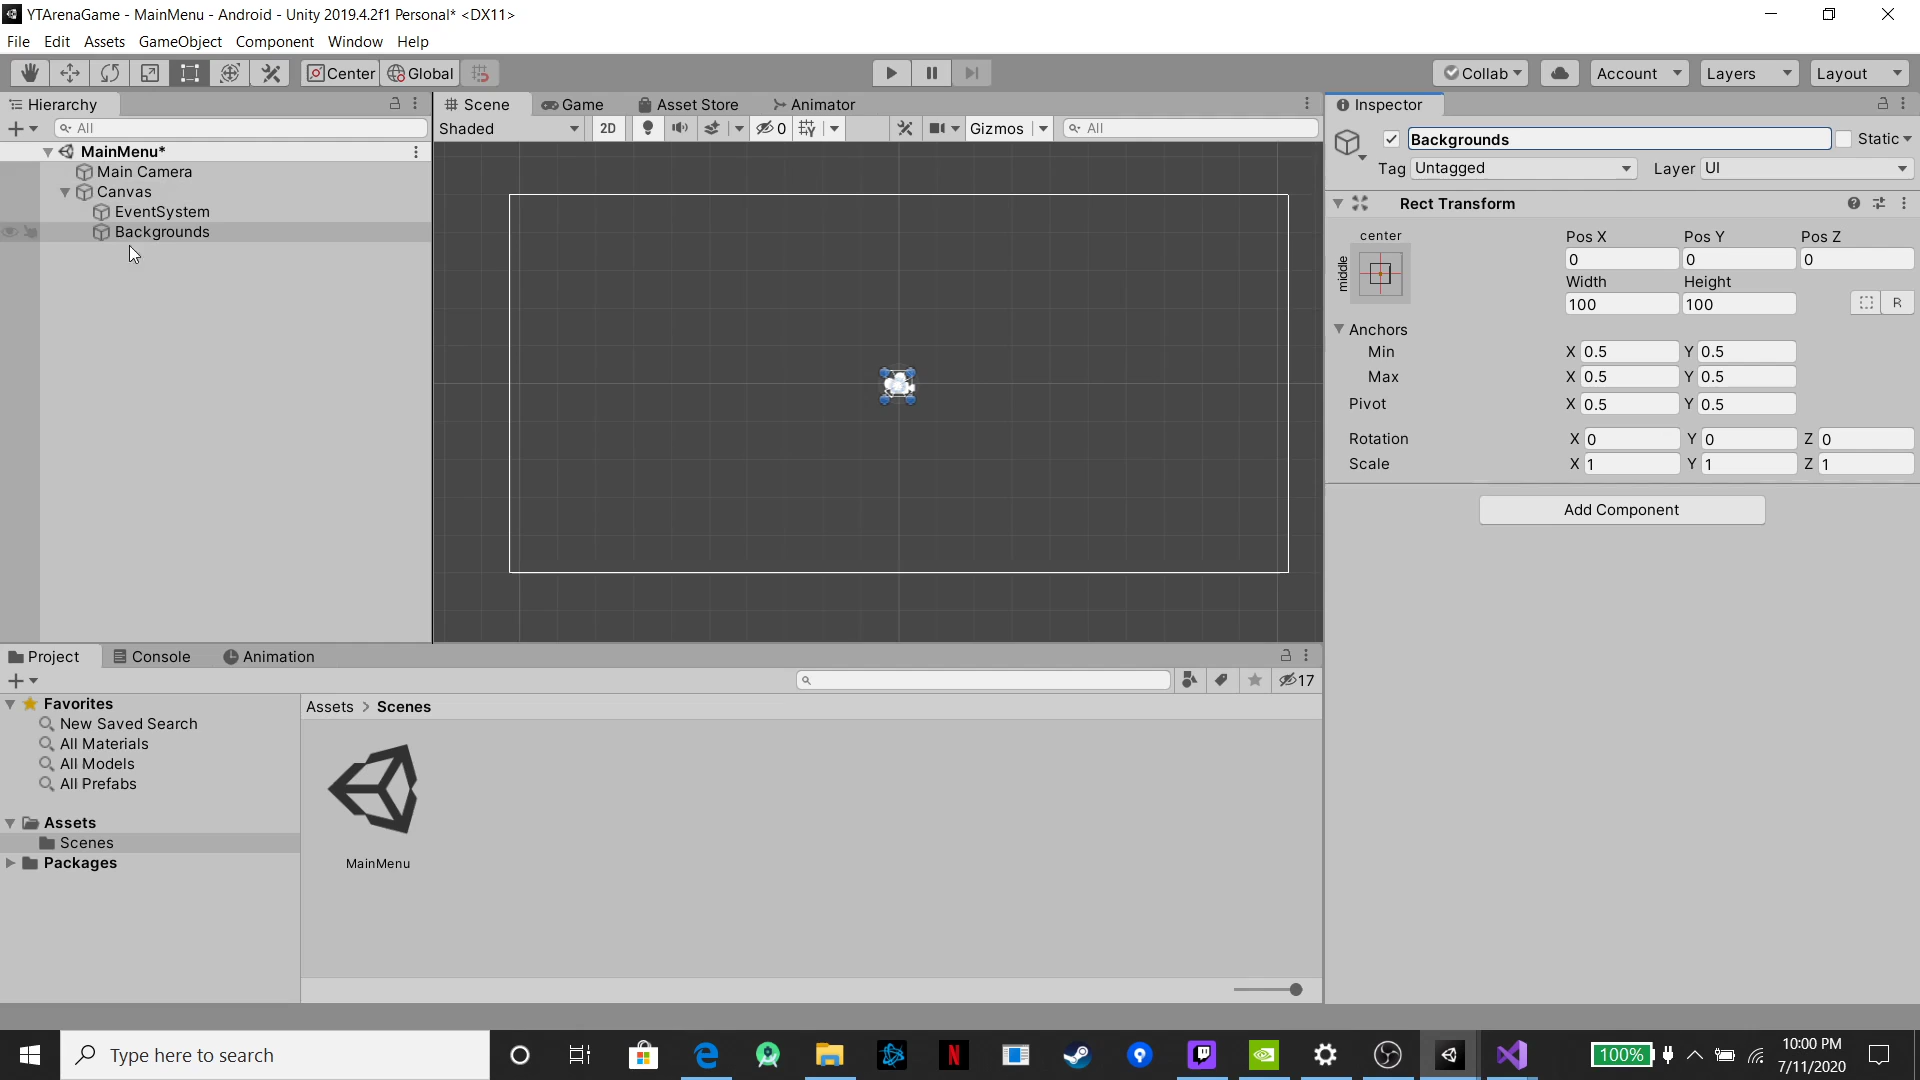 YTArenaGame - MainMenu - Android - Unity 2019.4.2f1 Personal* <DX11>
File Edit Assets GameObject Component Window Help
Center Global Collab Account Layers Layout
Hierarchy
All
MainMenu*
Main Camera
Canvas
EventSystem
Backgrounds
Scene Game Asset Store Animator
Shaded 2D 0 Gizmos All
Inspector
Backgrounds Static
Tag Untagged Layer UI
Rect Transform
center
middle
Pos X Pos Y Pos Z
0 0 0
Width Height
100 100 R
Anchors
Min X 0.5 Y 0.5
Max X 0.5 Y 0.5
Pivot X 0.5 Y 0.5
Rotation X 0 Y 0 Z 0
Scale X 1 Y 1 Z 1
Add Component
Project Console Animation
17
Favorites
New Saved Search
All Materials
All Models
All Prefabs
Assets
Scenes
Packages
Assets > Scenes
MainMenu
Type here to search
N
100%
10:00 PM
7/11/2020